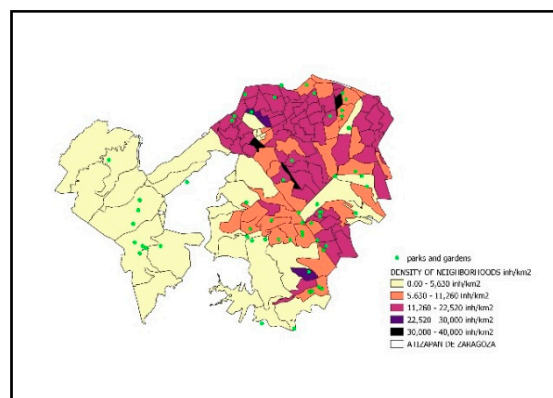 parks and gardens
DENSITY OF NEIGHBORHOODS inh/km2
0.00 - 5,630 inh/km2
5.630 - 11,260 inh/km2
11,260 - 22,520 inh/km2
22,520 30,000 inh/km2
30,000 - 40,000 inh/km2
ATIZAPAN DE ZARAGOZA